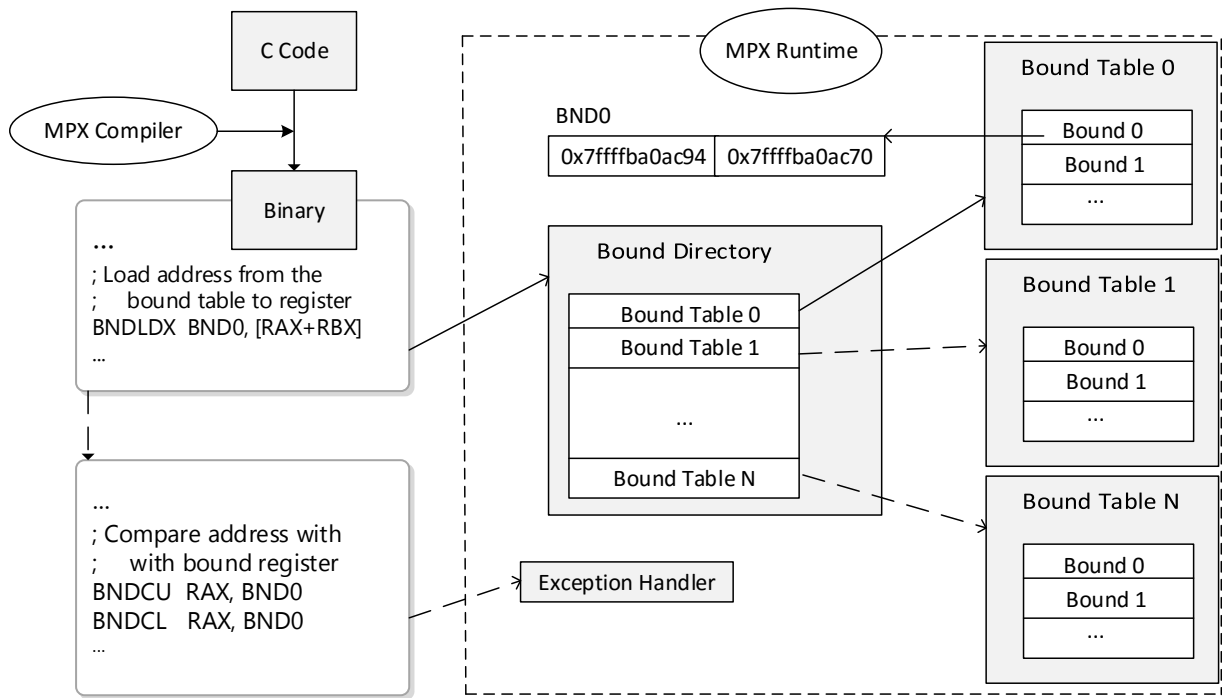 C Code
MPX Compiler
Binary
...
; Load address from the
; bound table to register
BNDLDX BND0, [RAX+RBX]
...
...
; Compare address with
; with bound register
BNDCU RAX, BND0
BNDCL RAX, BND0
...
MPX Runtime
BND0
0x7ffffba0ac94 0x7ffffba0ac70
Bound Directory
Bound Table 0
Bound Table 1
...
Bound Table N
Exception Handler
Bound Table 0
Bound 0
Bound 1
...
Bound Table 1
Bound 0
Bound 1
...
Bound Table N
Bound 0
Bound 1
...